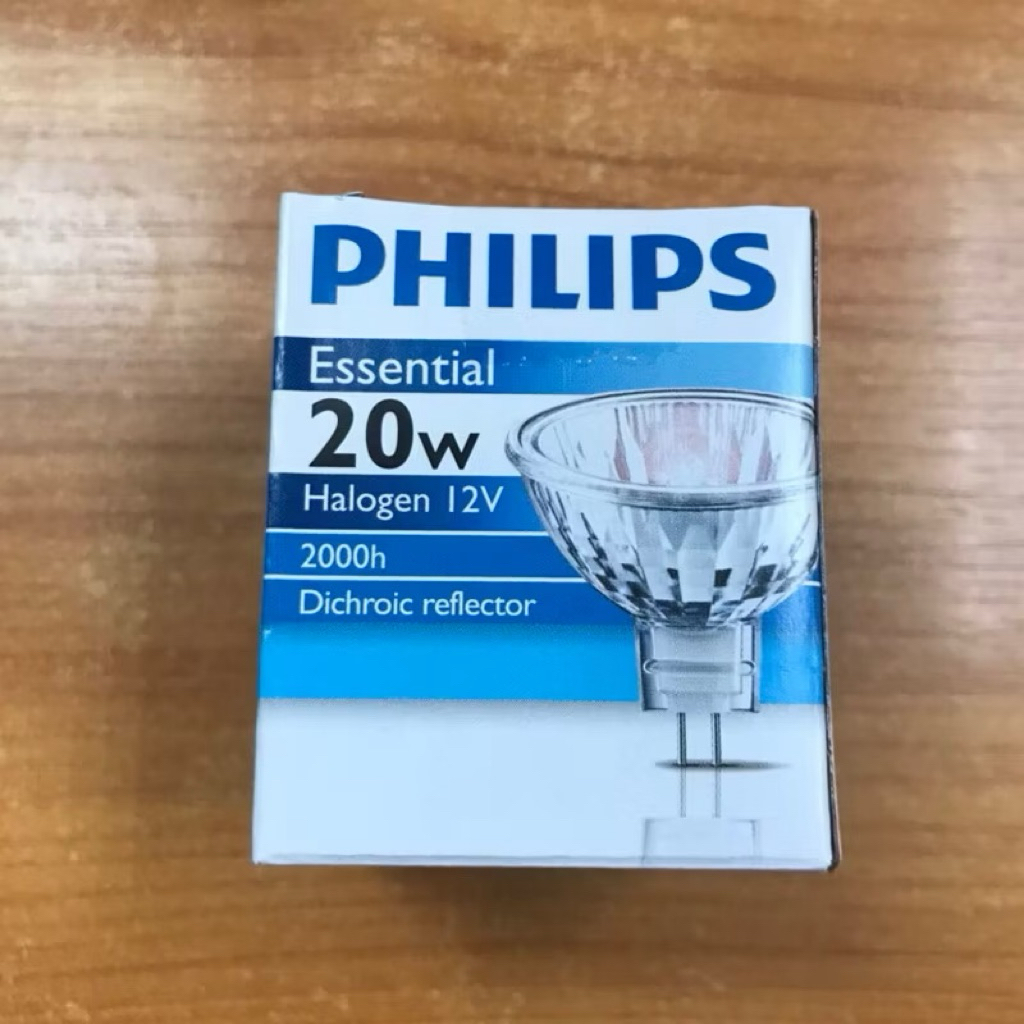 PHILIPS
Essential
20w
Halogen 12V
2000h
Dichroic reflector